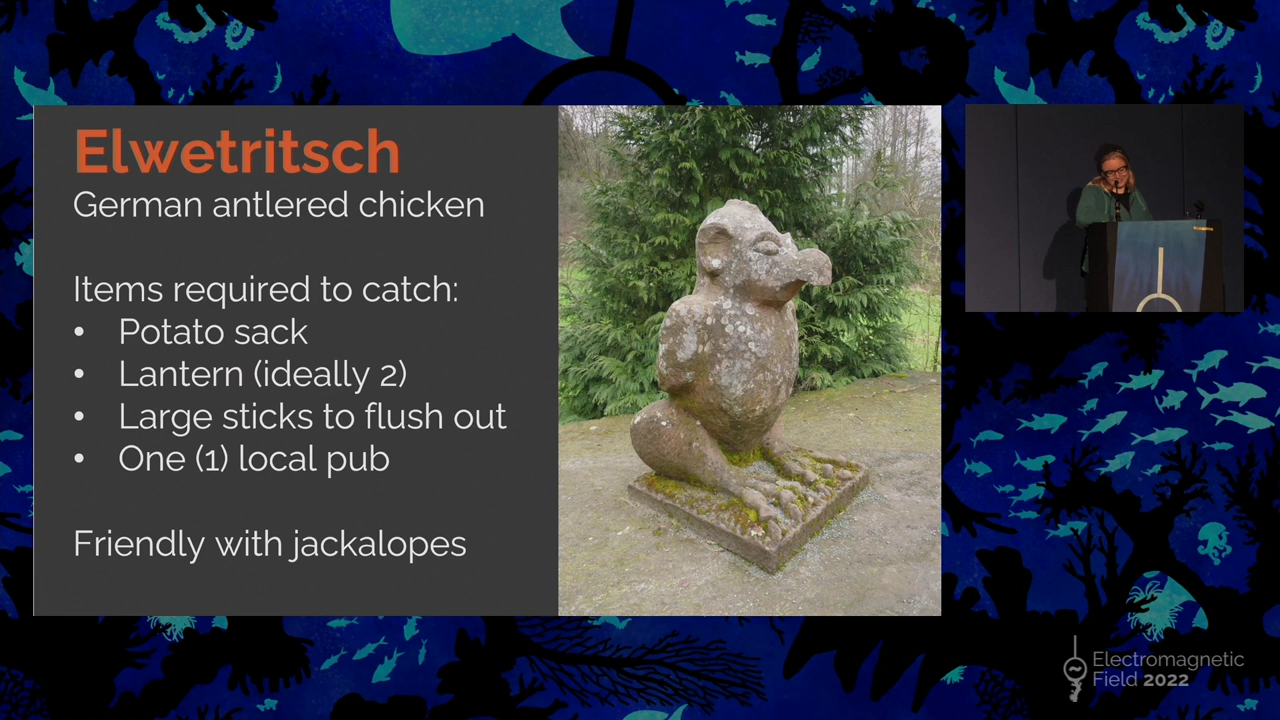 Elwetritsch
German antlered chicken
Items required to catch:
• Potato sack
• Lantern (ideally 2)
• Large sticks to flush out
• One (1) local pub
Friendly with jackalopes
Electromagnetic
Field 2022